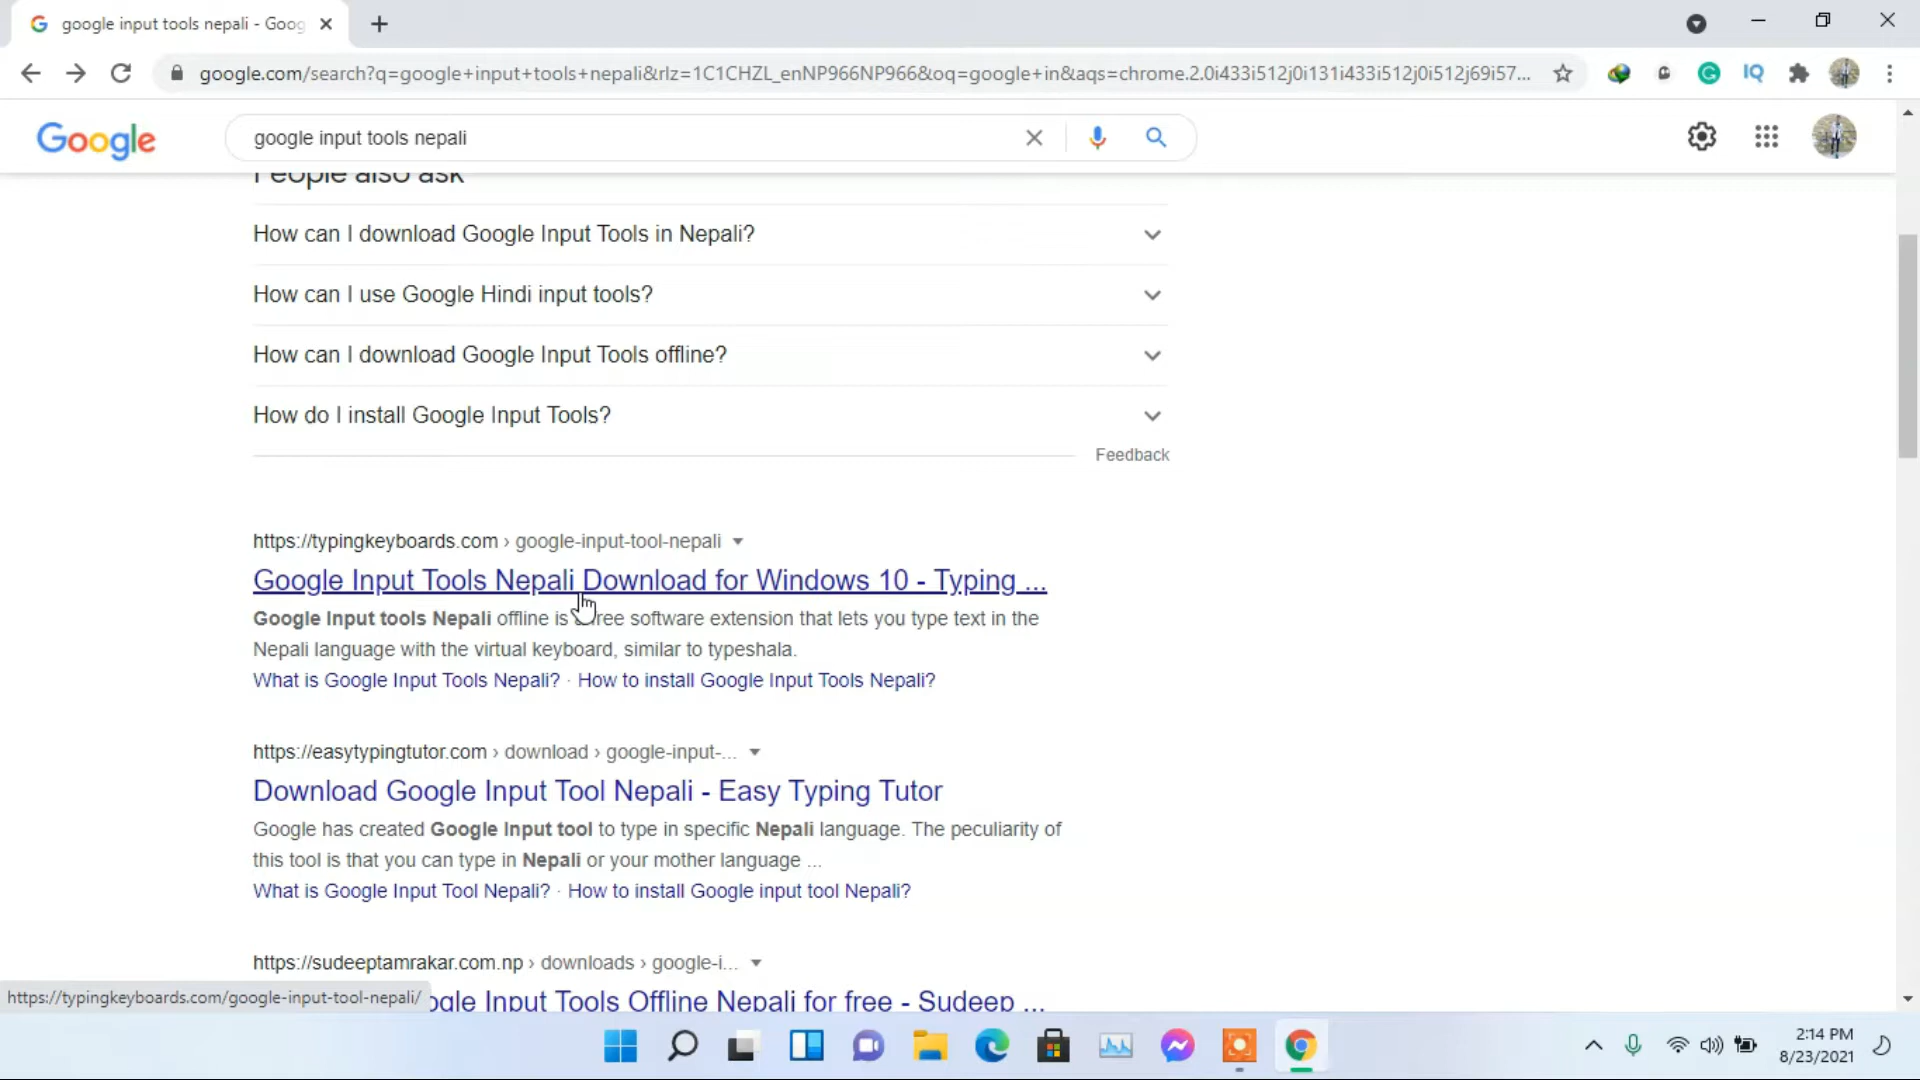 google input tools nepali - Goog
google.com/search?q=google+input+tools+nepali&rlz=1C1CHZL_enNP966NP966&oq=google+in&aqs=chrome.2.0i433i512j0i131i433i512j0i512j69i57...
IQ
Google
google input tools nepali
People also ask
How can I download Google Input Tools in Nepali?
How can I use Google Hindi input tools?
How can I download Google Input Tools offline?
How do I install Google Input Tools?
Feedback
https://typingkeyboards.com › google-input-tool-nepali
Google Input Tools Nepali Download for Windows 10 - Typing ...
Google Input tools Nepali offline is a free software extension that lets you type text in the
Nepali language with the virtual keyboard, similar to typeshala.
What is Google Input Tools Nepali? · How to install Google Input Tools Nepali?
https://easytypingtutor.com › download › google-input-...
Download Google Input Tool Nepali - Easy Typing Tutor
Google has created Google Input tool to type in specific Nepali language. The peculiarity of
this tool is that you can type in Nepali or your mother language ...
What is Google Input Tool Nepali? · How to install Google input tool Nepali?
https://sudeeptamrakar.com.np › downloads › google-i...
ogle Input Tools Offline Nepali for free - Sudeep ...
https://typingkeyboards.com/google-input-tool-nepali/
2:14 PM
8/23/2021